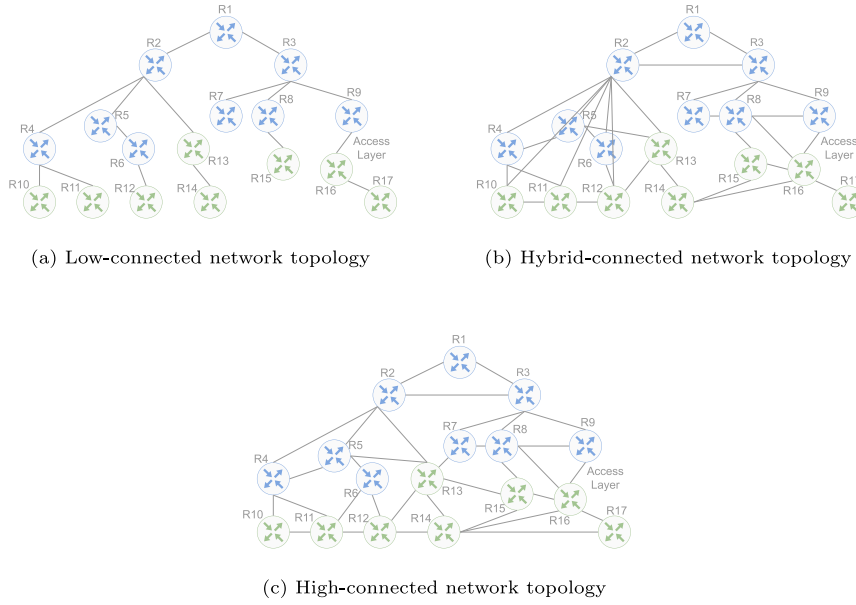 R1
R2
R3
R4
R5
R6
R7
R8
R9
Access
Layer
R10
R11
R12
R13
R14
R15
R16
R17
(a) Low-connected network topology
R1
R2
R3
R4
R5
R6
R7
R8
R9
Access
Layer
R10
R11
R12
R13
R14
R15
R16
R17
(b) Hybrid-connected network topology
R1
R2
R3
R4
R5
R6
R7
R8
R9
Access
Layer
R10
R11
R12
R13
R14
R15
R16
R17
(c) High-connected network topology